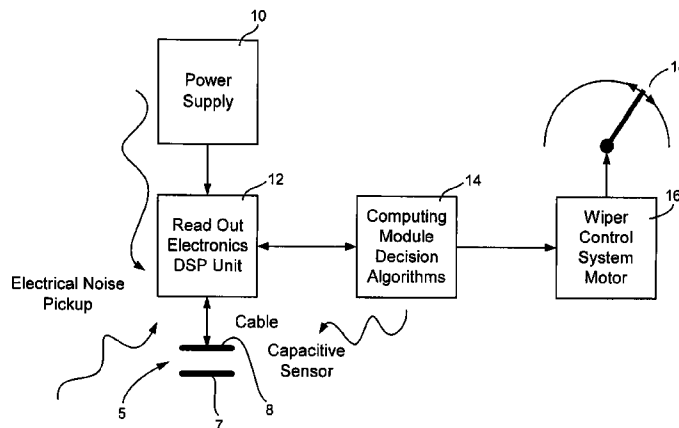 10
Power
Supply
12
Read Out
Electronics
DSP Unit
14
Computing
Module
Decision
Algorithms
16
Wiper
Control
System
Motor
Electrical Noise
Pickup
Cable
Capacitive
Sensor
5
7
8